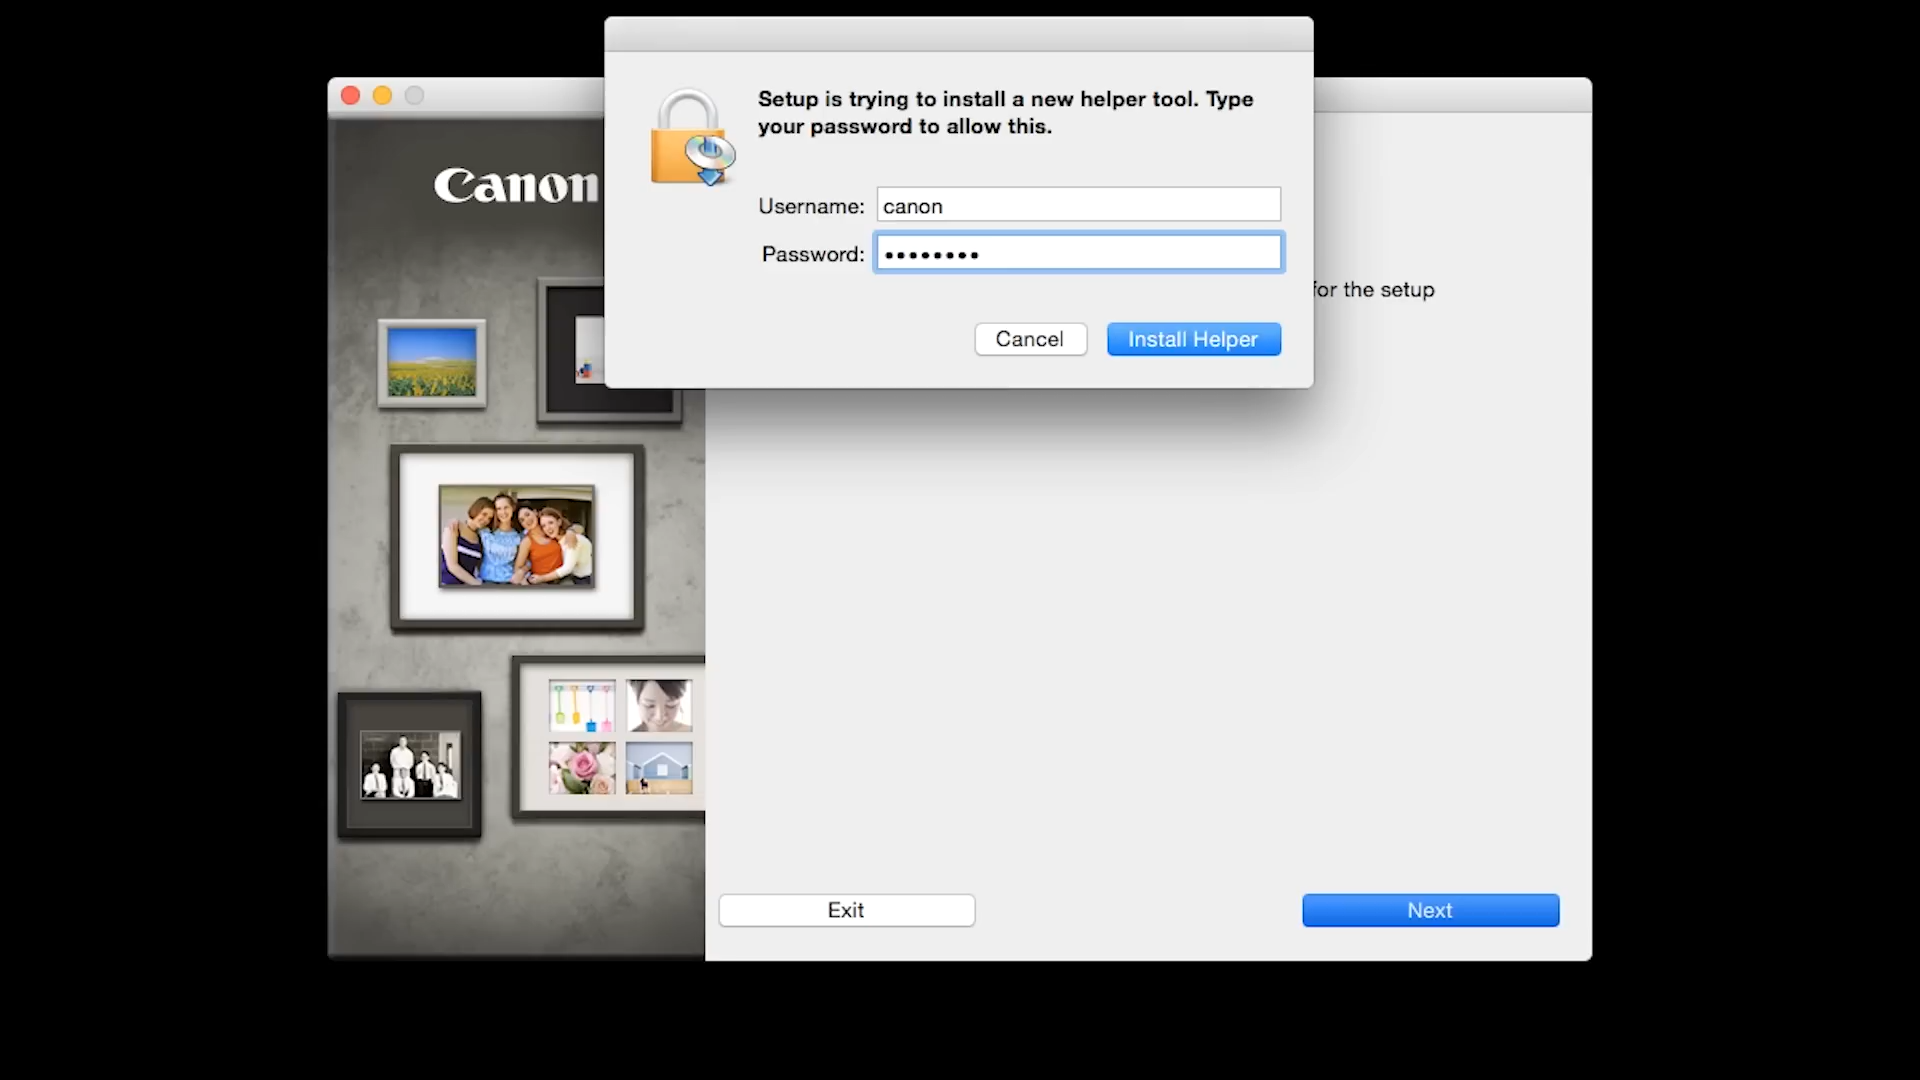 Setup is trying to install a new helper tool. Type
your password to allow this.
Canon
Username: canon
Password: ••••••••
for the setup
Cancel
Install Helper
Exit
Next